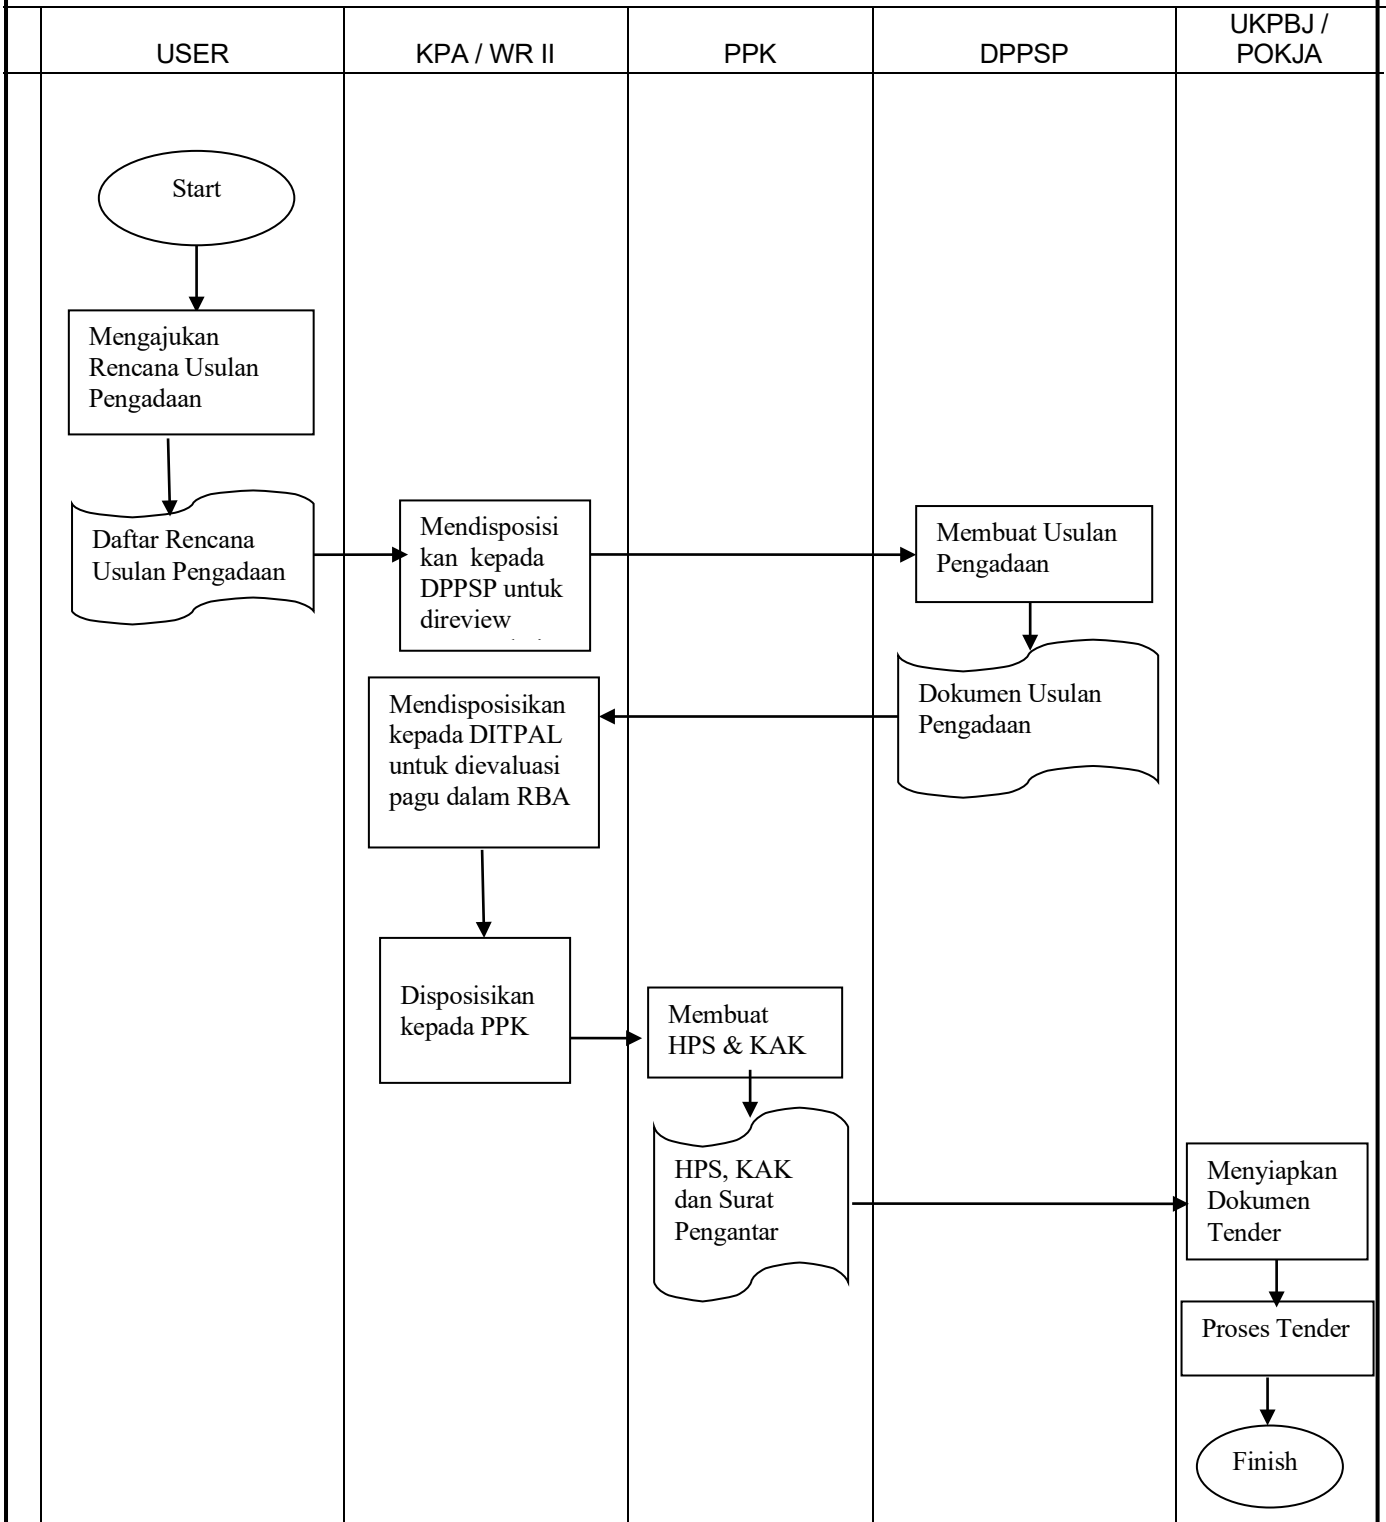 USER
KPA / WR II
PPK
DPPSP
UKPBJ /
POKJA
Start
Mengajukan
Rencana Usulan
Pengadaan
Daftar Rencana
Usulan Pengadaan
Mendisposisi
kan kepada
DPPSP untuk
direview
Membuat Usulan
Pengadaan
Dokumen Usulan
Pengadaan
Mendisposisikan
kepada DITPAL
untuk dievaluasi
pagu dalam RBA
Disposisikan
kepada PPK
Membuat
HPS & KAK
HPS, KAK
dan Surat
Pengantar
Menyiapkan
Dokumen
Tender
Proses Tender
Finish